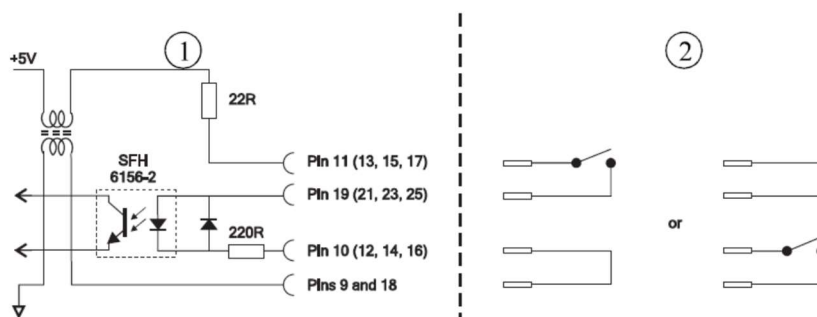 1
2
+5V
22R
SFH
6156-2
Pin 11 (13, 15, 17)
Pin 19 (21, 23, 25)
or
220R
Pin 10 (12, 14, 16)
Pins 9 and 18